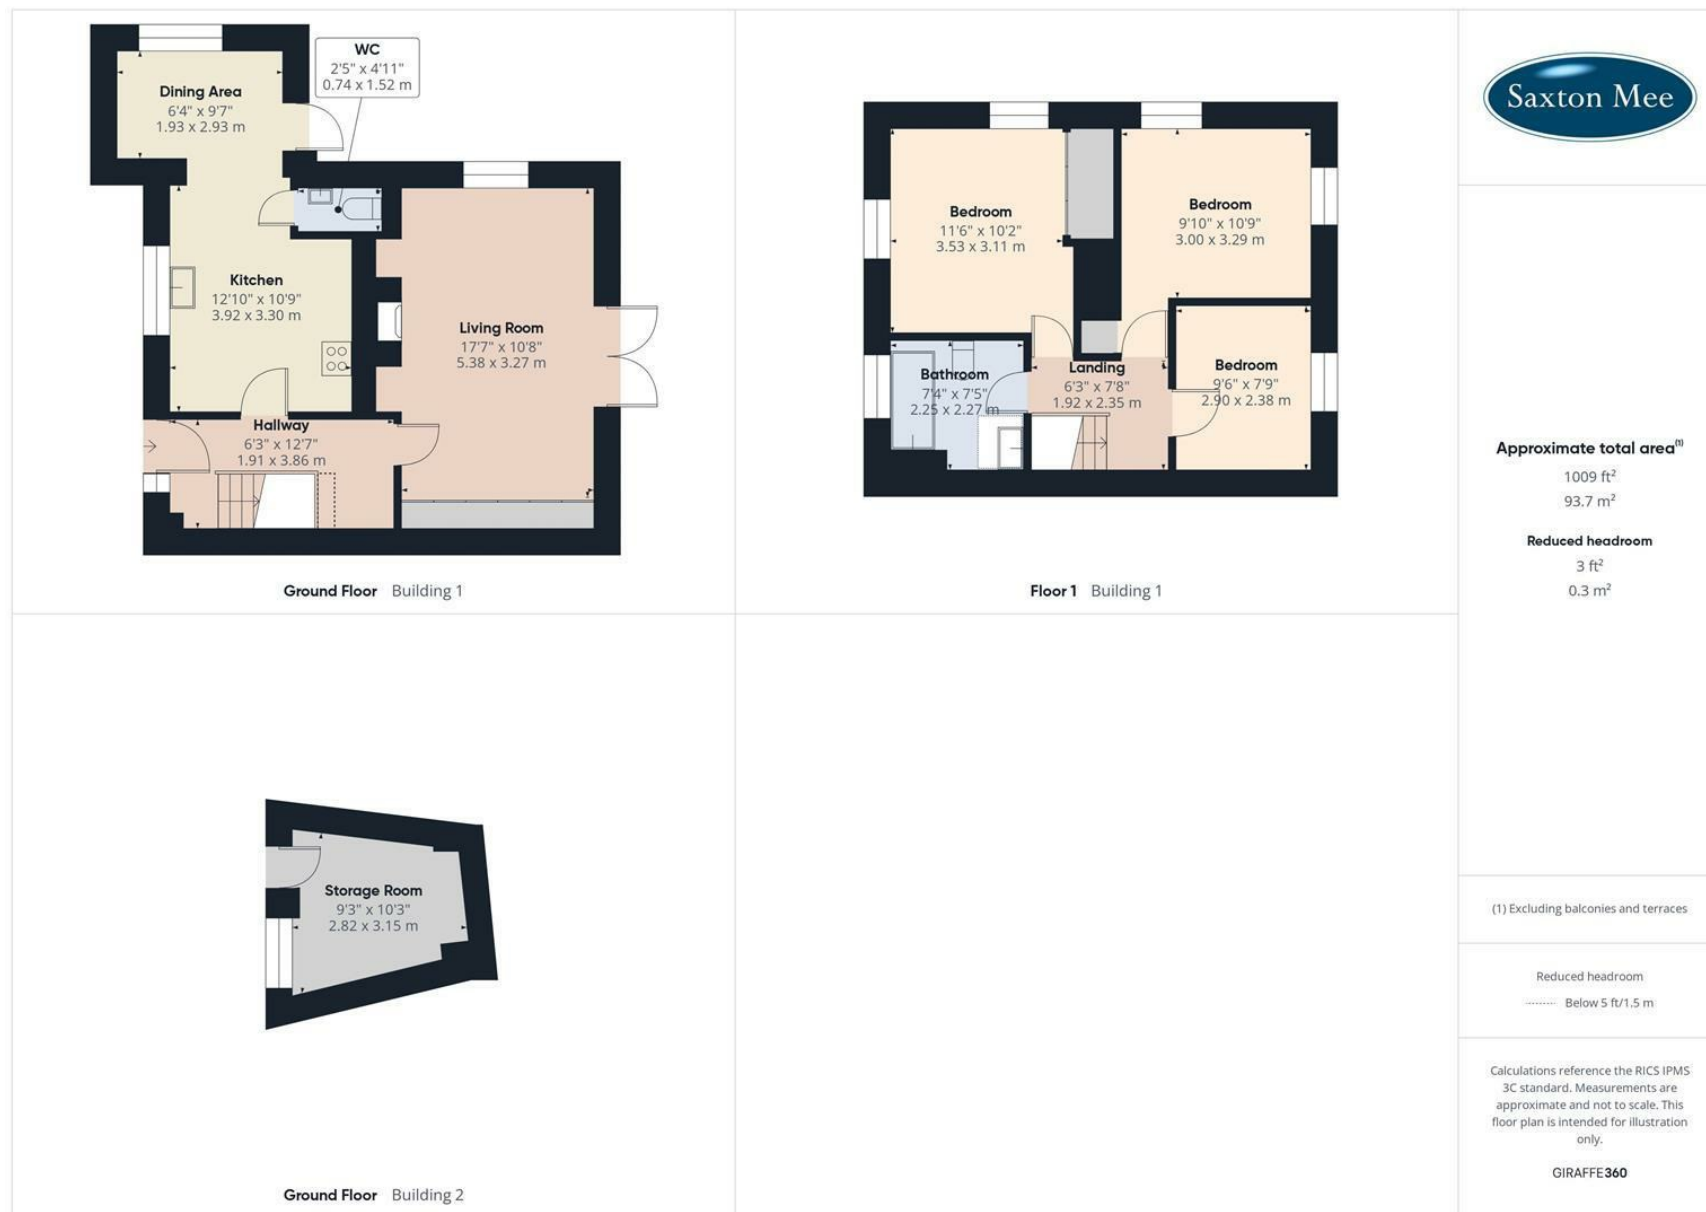 WC
2'5" x 4'11"
0.74 x 1.52 m
Dining Area
6'4" x 9'7"
1.93 x 2.93 m
Kitchen
12'10" x 10'9"
3.92 x 3.30 m
Living Room
17'7" x 10'8"
5.38 x 3.27 m
Hallway
6'3" x 12'7"
1.91 x 3.86 m
Ground Floor Building 1
Bedroom
11'6" x 10'2"
3.53 x 3.11 m
Bedroom
9'10" x 10'9"
3.00 x 3.29 m
Bathroom
7'4" x 7'5"
2.25 x 2.27 m
Landing
6'3" x 7'8"
1.92 x 2.35 m
Bedroom
9'6" x 7'9"
2.90 x 2.38 m
Floor 1 Building 1
Storage Room
9'3" x 10'3"
2.82 x 3.15 m
Ground Floor Building 2
Saxton Mee
Approximate total area⁽¹⁾
1009 ft²
93.7 m²
Reduced headroom
3 ft²
0.3 m²
(1) Excluding balconies and terraces
Reduced headroom
Below 5 ft/1.5 m
Calculations reference the RICS IPMS
3C standard. Measurements are
approximate and not to scale. This
floor plan is intended for illustration
only.
GIRAFFE360